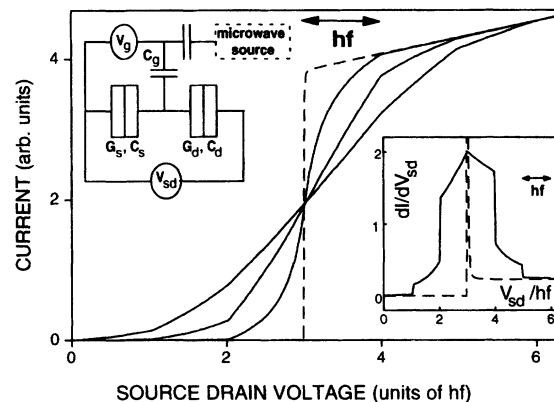 4
2
0
CURRENT (arb. units)
V_g
C_g
microwave
source
G_s, C_s
G_d, C_d
V_sd
hf
2
1
0
dI/dV_sd
hf
V_sd/hf
0
2
4
6
0
2
4
6
SOURCE DRAIN VOLTAGE (units of hf)